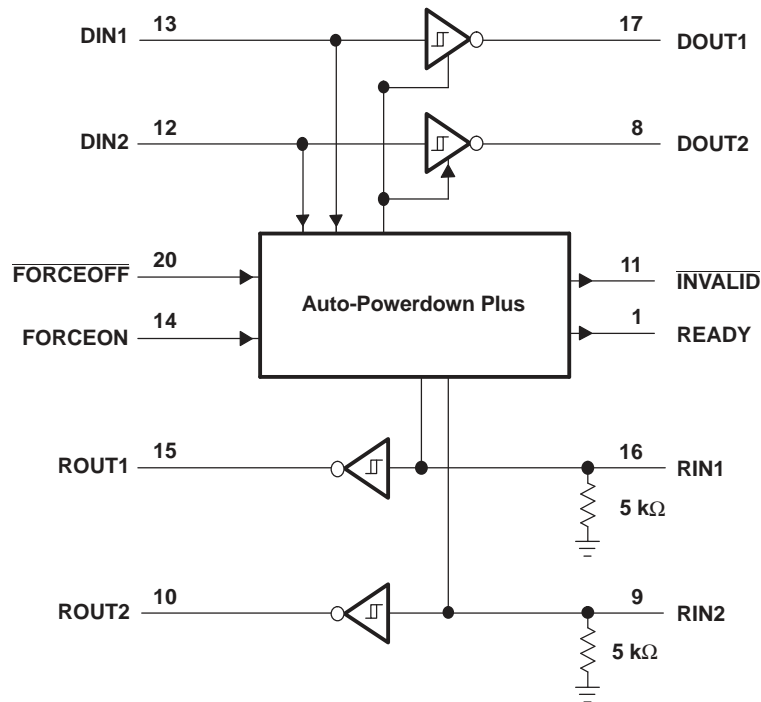 DIN1 13 17 DOUT1
DIN2 12 8 DOUT2
FORCEOFF 20 11 INVALID
Auto-Powerdown Plus
FORCEON 14 1 READY
ROUT1 15 16 RIN1
5 kΩ
ROUT2 10 9 RIN2
5 kΩ